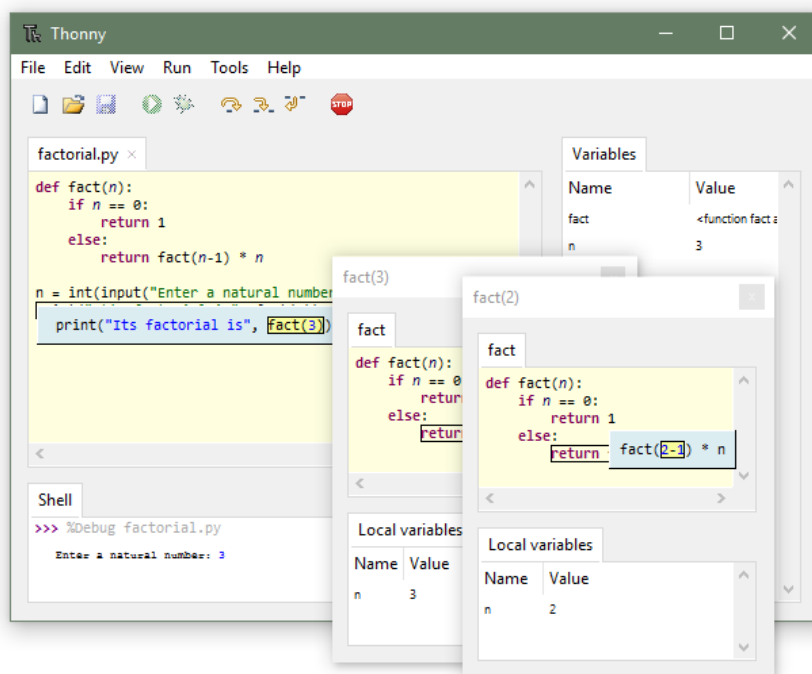 Thonny
File Edit View Run Tools Help
STOP
factorial.py
def fact(n):
if n == 0:
return 1
else:
return fact(n-1) * n
n = int(input("Enter a natural number
print("Its factorial is", fact(3))
Shell
>>> %Debug factorial.py
Enter a natural number: 3
Variables
Name Value
fact <function fact a
n 3
fact(3)
fact
def fact(n):
if n == 0
retur
else:
retur
Local variables
Name Value
n 3
fact(2)
fact
def fact(n):
if n == 0:
return 1
else:
return fact(2-1) * n
Local variables
Name Value
n 2